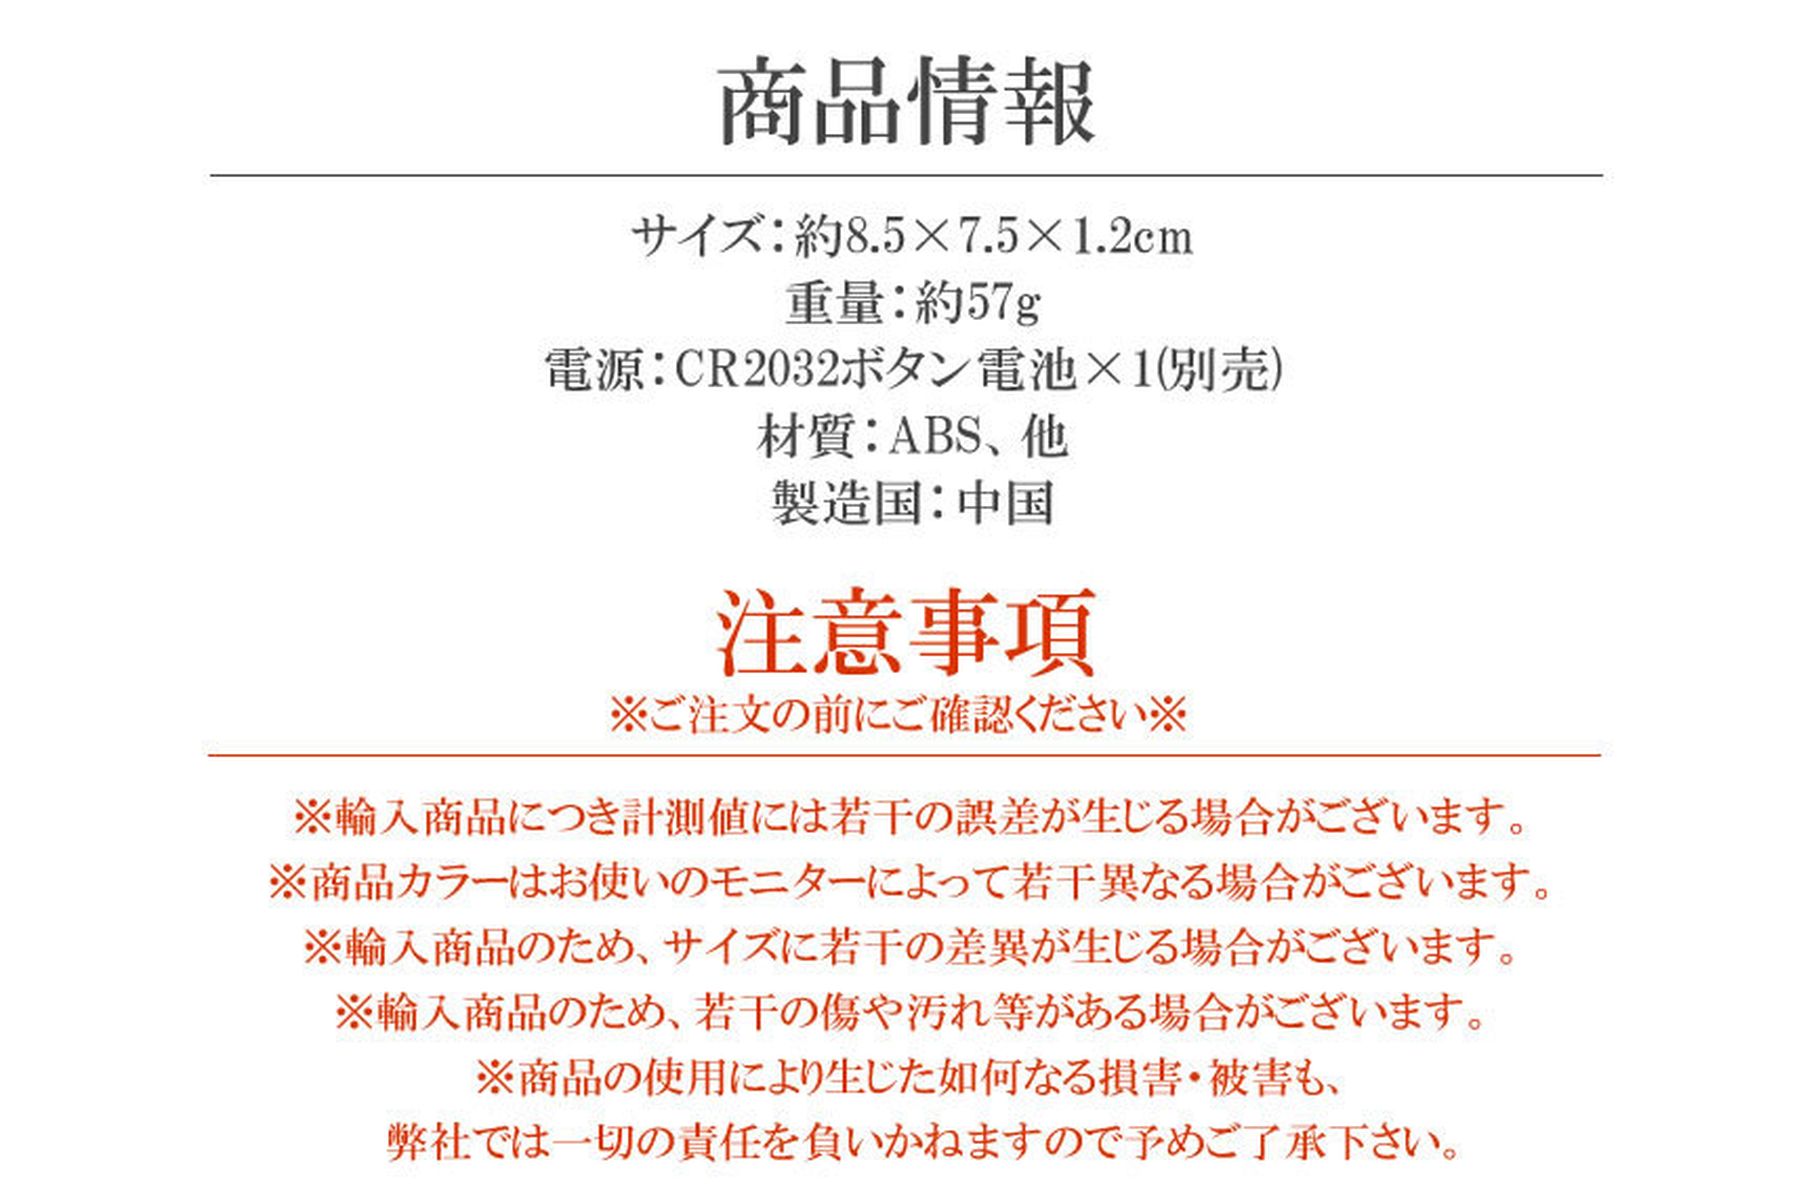 商品情報
サイズ：約8.5×7.5×1.2cm
重量：約57g
電源：CR2032ボタン電池×1(別売)
材質：ABS、他
製造国：中国
注意事項
※ご注文の前にご確認ください※
※輸入商品につき計測値には若干の誤差が生じる場合がございます。
※商品カラーはお使いのモニターによって若干異なる場合がございます。
※輸入商品のため、サイズに若干の差異が生じる場合がございます。
※輸入商品のため、若干の傷や汚れ等がある場合がございます。
※商品の使用により生じた如何なる損害・被害も、
弊社では一切の責任を負いかねますので予めご了承下さい。